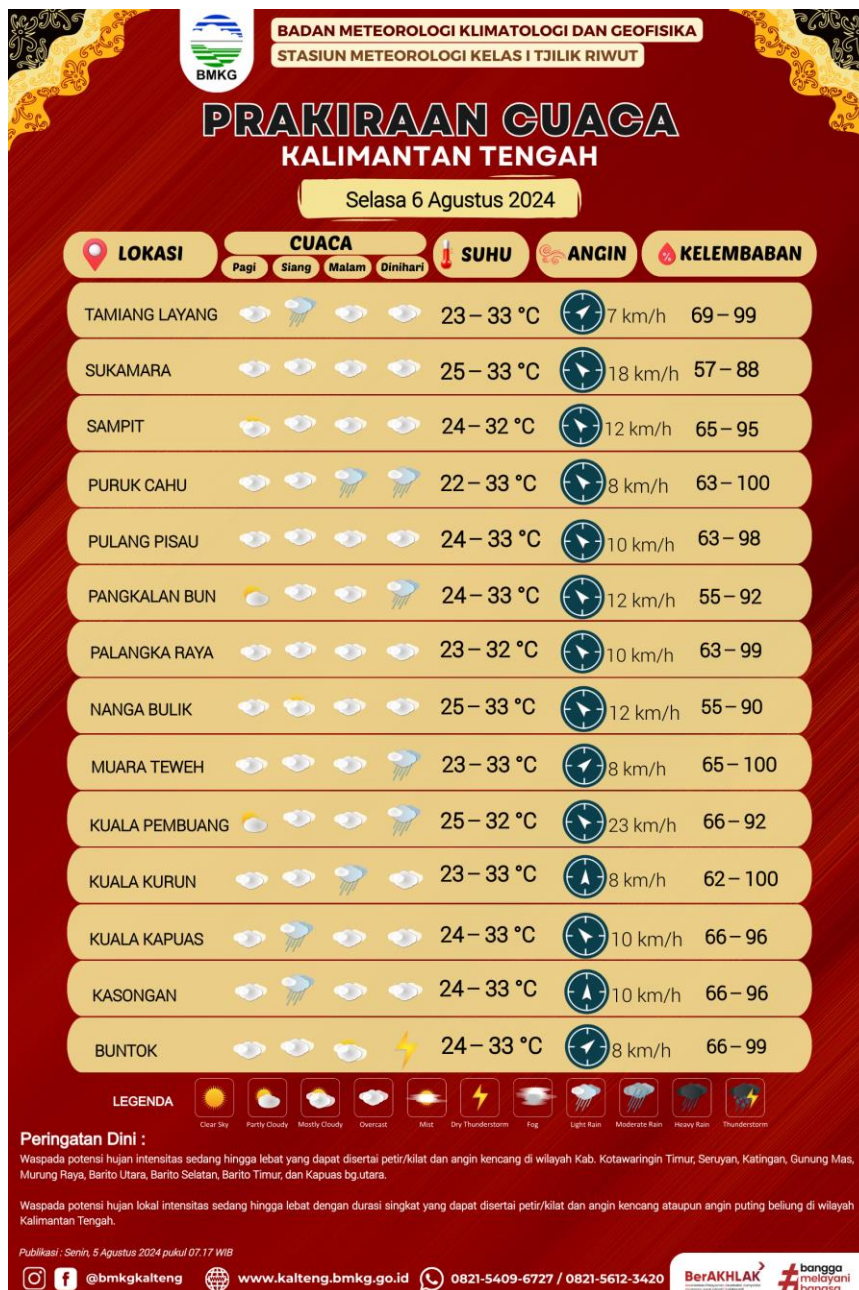 BMKG
BADAN METEOROLOGI KLIMATOLOGI DAN GEOFISIKA
STASIUN METEOROLOGI KELAS I TJILIK RIWUT
PRAKIRAAN CUACA
KALIMANTAN TENGAH
Selasa 6 Agustus 2024
LOKASI CUACA SUHU ANGIN % KELEMBABAN
Pagi Siang Malam Dinihari
TAMIANG LAYANG 23 – 33 °C 7 km/h 69 – 99
SUKAMARA 25 – 33 °C 18 km/h 57 – 88
SAMPIT 24 – 32 °C 12 km/h 65 – 95
PURUK CAHU 22 – 33 °C 8 km/h 63 – 100
PULANG PISAU 24 – 33 °C 10 km/h 63 – 98
PANGKALAN BUN 24 – 33 °C 12 km/h 55 – 92
PALANGKA RAYA 23 – 32 °C 10 km/h 63 – 99
NANGA BULIK 25 – 33 °C 12 km/h 55 – 90
MUARA TEWEH 23 – 33 °C 8 km/h 65 – 100
KUALA PEMBUANG 25 – 32 °C 23 km/h 66 – 92
KUALA KURUN 23 – 33 °C 8 km/h 62 – 100
KUALA KAPUAS 24 – 33 °C 10 km/h 66 – 96
KASONGAN 24 – 33 °C 10 km/h 66 – 96
BUNTOK 24 – 33 °C 8 km/h 66 – 99
LEGENDA
Clear Sky Partly Cloudy Mostly Cloudy Overcast Mist Dry Thunderstorm Fog Light Rain Moderate Rain Heavy Rain Thunderstorm
Peringatan Dini :
Waspada potensi hujan intensitas sedang hingga lebat yang dapat disertai petir/kilat dan angin kencang di wilayah Kab. Kotawaringin Timur, Seruyan, Katingan, Gunung Mas,
Murung Raya, Barito Utara, Barito Selatan, Barito Timur, dan Kapuas bg.utara.
Waspada potensi hujan lokal intensitas sedang hingga lebat dengan durasi singkat yang dapat disertai petir/kilat dan angin kencang ataupun angin puting beliung di wilayah
Kalimantan Tengah.
Publikasi : Senin, 5 Agustus 2024 pukul 07.17 WIB
@bmkgkalteng www.kalteng.bmkg.go.id 0821-5409-6727 / 0821-5612-3420
BerAKHLAK
# bangga
melayani
bangsa